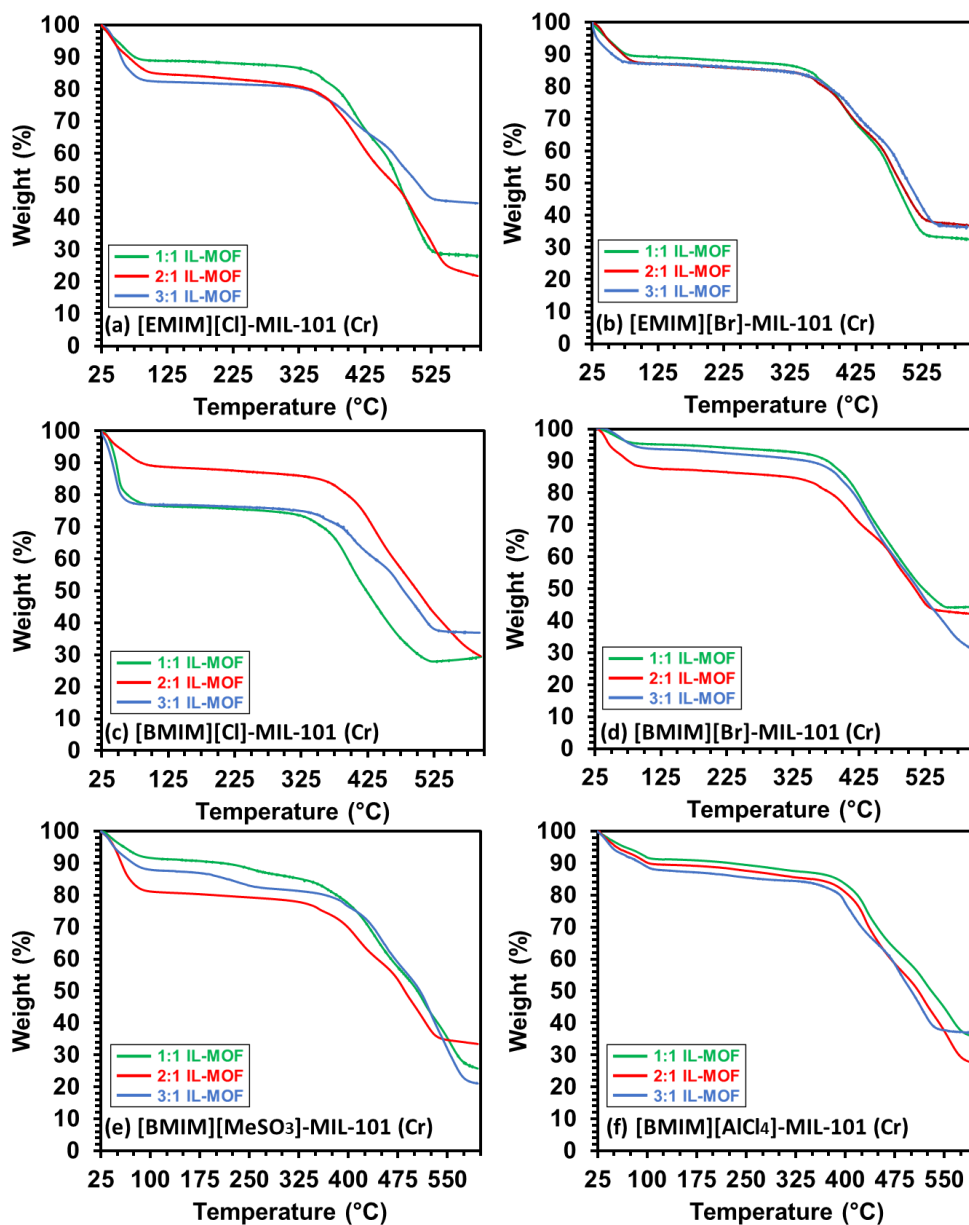 100
90
80
70
60
50
40
30
20
10
0
Weight (%)
1:1 IL-MOF
2:1 IL-MOF
3:1 IL-MOF
(a) [EMIM][Cl]-MIL-101 (Cr)
25 125 225 325 425 525
Temperature (°C)
100
90
80
70
60
50
40
30
20
10
0
Weight (%)
1:1 IL-MOF
2:1 IL-MOF
3:1 IL-MOF
(b) [EMIM][Br]-MIL-101 (Cr)
25 125 225 325 425 525
Temperature (°C)
100
90
80
70
60
50
40
30
20
10
0
Weight (%)
1:1 IL-MOF
2:1 IL-MOF
3:1 IL-MOF
(c) [BMIM][Cl]-MIL-101 (Cr)
25 125 225 325 425 525
Temperature (°C)
100
90
80
70
60
50
40
30
20
10
0
Weight (%)
1:1 IL-MOF
2:1 IL-MOF
3:1 IL-MOF
(d) [BMIM][Br]-MIL-101 (Cr)
25 125 225 325 425 525
Temperature (°C)
100
90
80
70
60
50
40
30
20
10
0
Weight (%)
1:1 IL-MOF
2:1 IL-MOF
3:1 IL-MOF
(e) [BMIM][MeSO3]-MIL-101 (Cr)
25 100 175 250 325 400 475 550
Temperature (°C)
100
90
80
70
60
50
40
30
20
10
0
Weight (%)
1:1 IL-MOF
2:1 IL-MOF
3:1 IL-MOF
(f) [BMIM][AlCl4]-MIL-101 (Cr)
25 100 175 250 325 400 475 550
Temperature (°C)